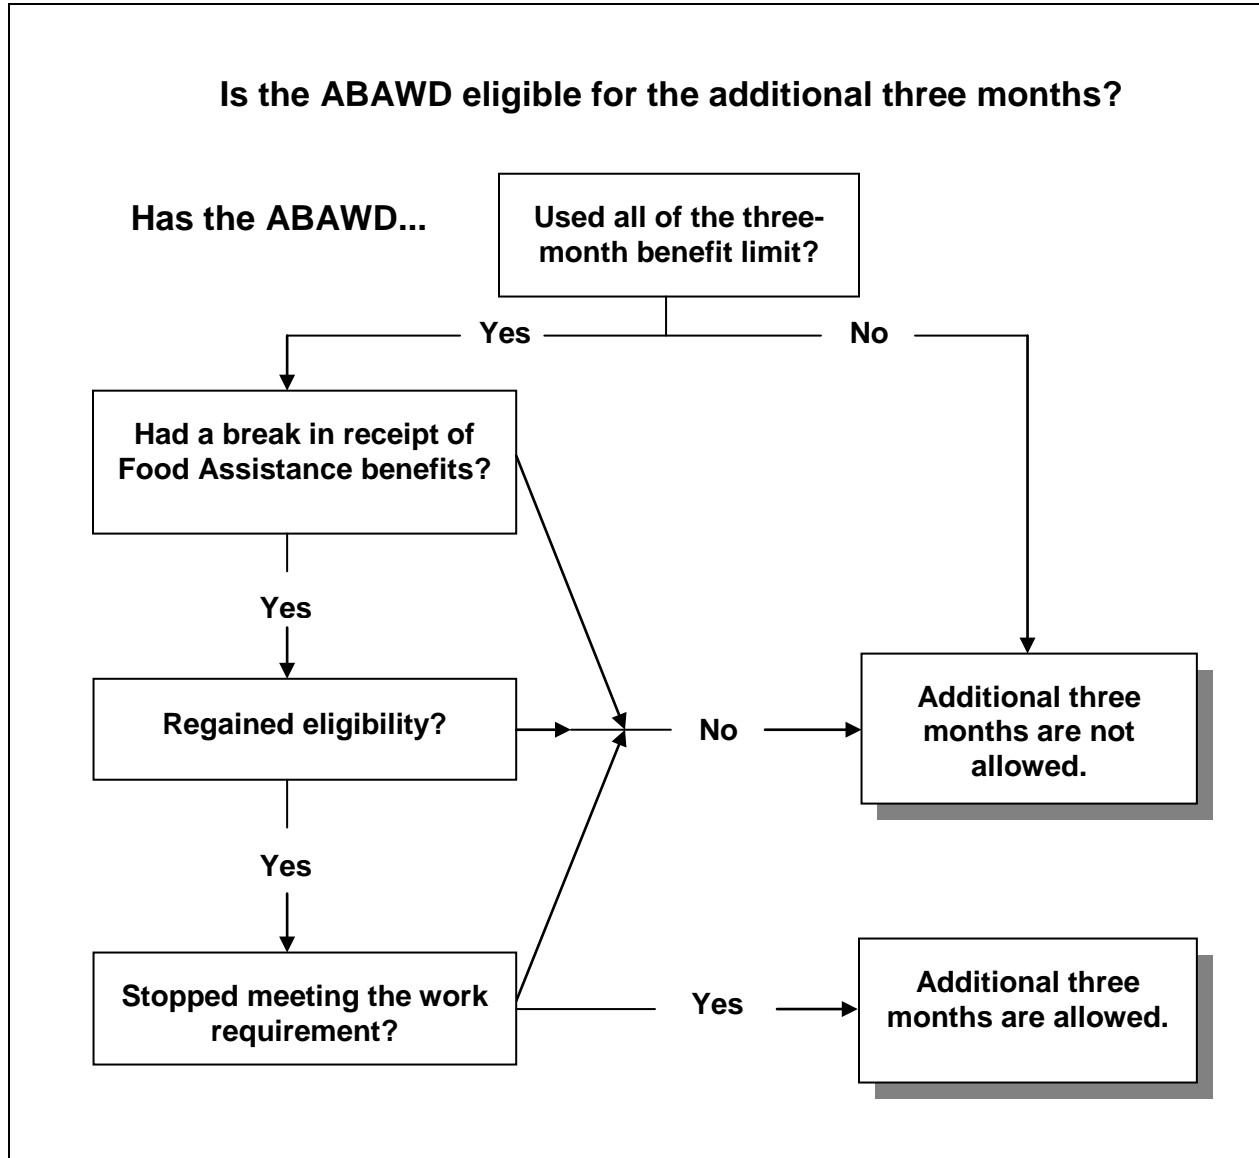 Is the ABAWD eligible for the additional three months?
Has the ABAWD...
Used all of the three-
month benefit limit?
Yes
No
Had a break in receipt of
Food Assistance benefits?
Yes
Regained eligibility?
No
Additional three
months are not
allowed.
Yes
Stopped meeting the work
requirement?
Yes
Additional three
months are allowed.